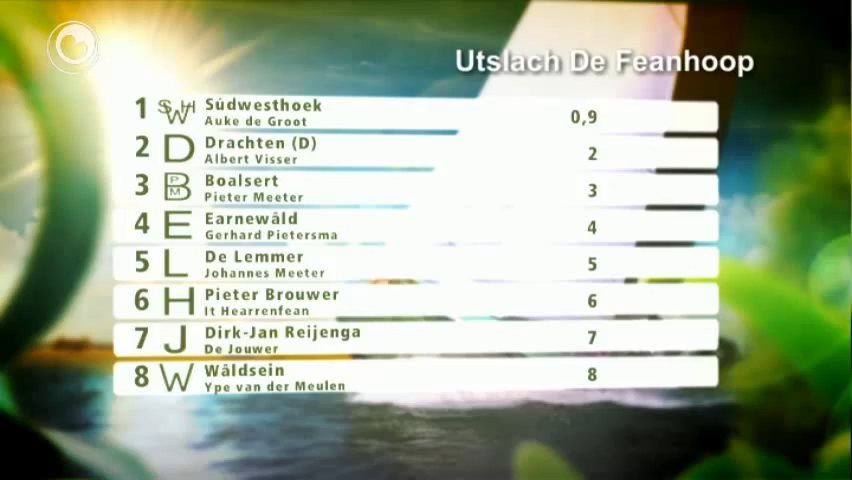 Utslach De Feanhoop
1 SWH Súdwesthoek 0,9
Auke de Groot
2 D Drachten (D) 2
Albert Visser
3 B PM Boalsert 3
Pieter Meeter
4 E Earnewâld 4
Gerhard Pietersma
5 L De Lemmer 5
Johannes Meeter
6 H Pieter Brouwer 6
It Hearrenfean
7 J Dirk-Jan Reijenga 7
De Jouwer
8 W Wâldsein 8
Ype van der Meulen